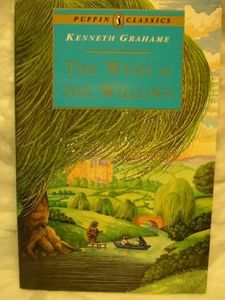 PUFFIN CLASSICS
KENNETH GRAHAME
THE WIND IN
THE WILLOWS